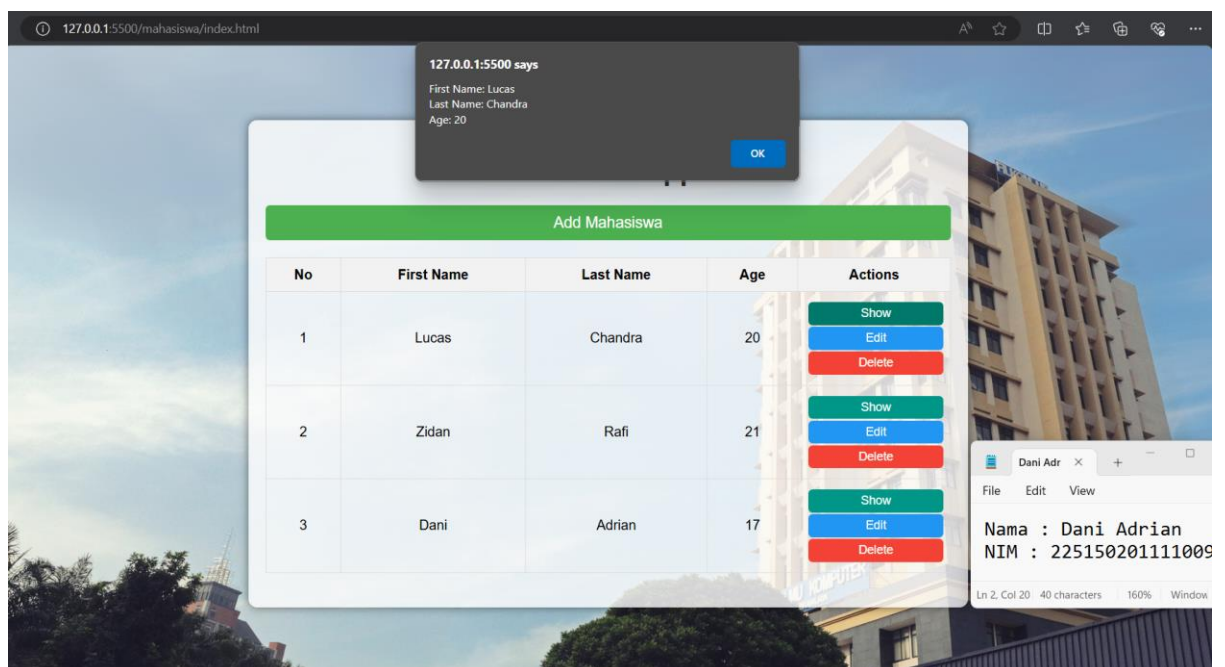 127.0.0.1:5500/mahasiswa/index.html
127.0.0.1:5500 says
First Name: Lucas
Last Name: Chandra
Age: 20
OK
Add Mahasiswa
No First Name Last Name Age Actions
1 Lucas Chandra 20 Show
Edit
Delete
2 Zidan Rafi 21 Show
Edit
Delete
3 Dani Adrian 17 Show
Edit
Delete
Dani Adr
File Edit View
Nama : Dani Adrian
NIM : 225150201111009
Ln 2, Col 20 40 characters 160% Window